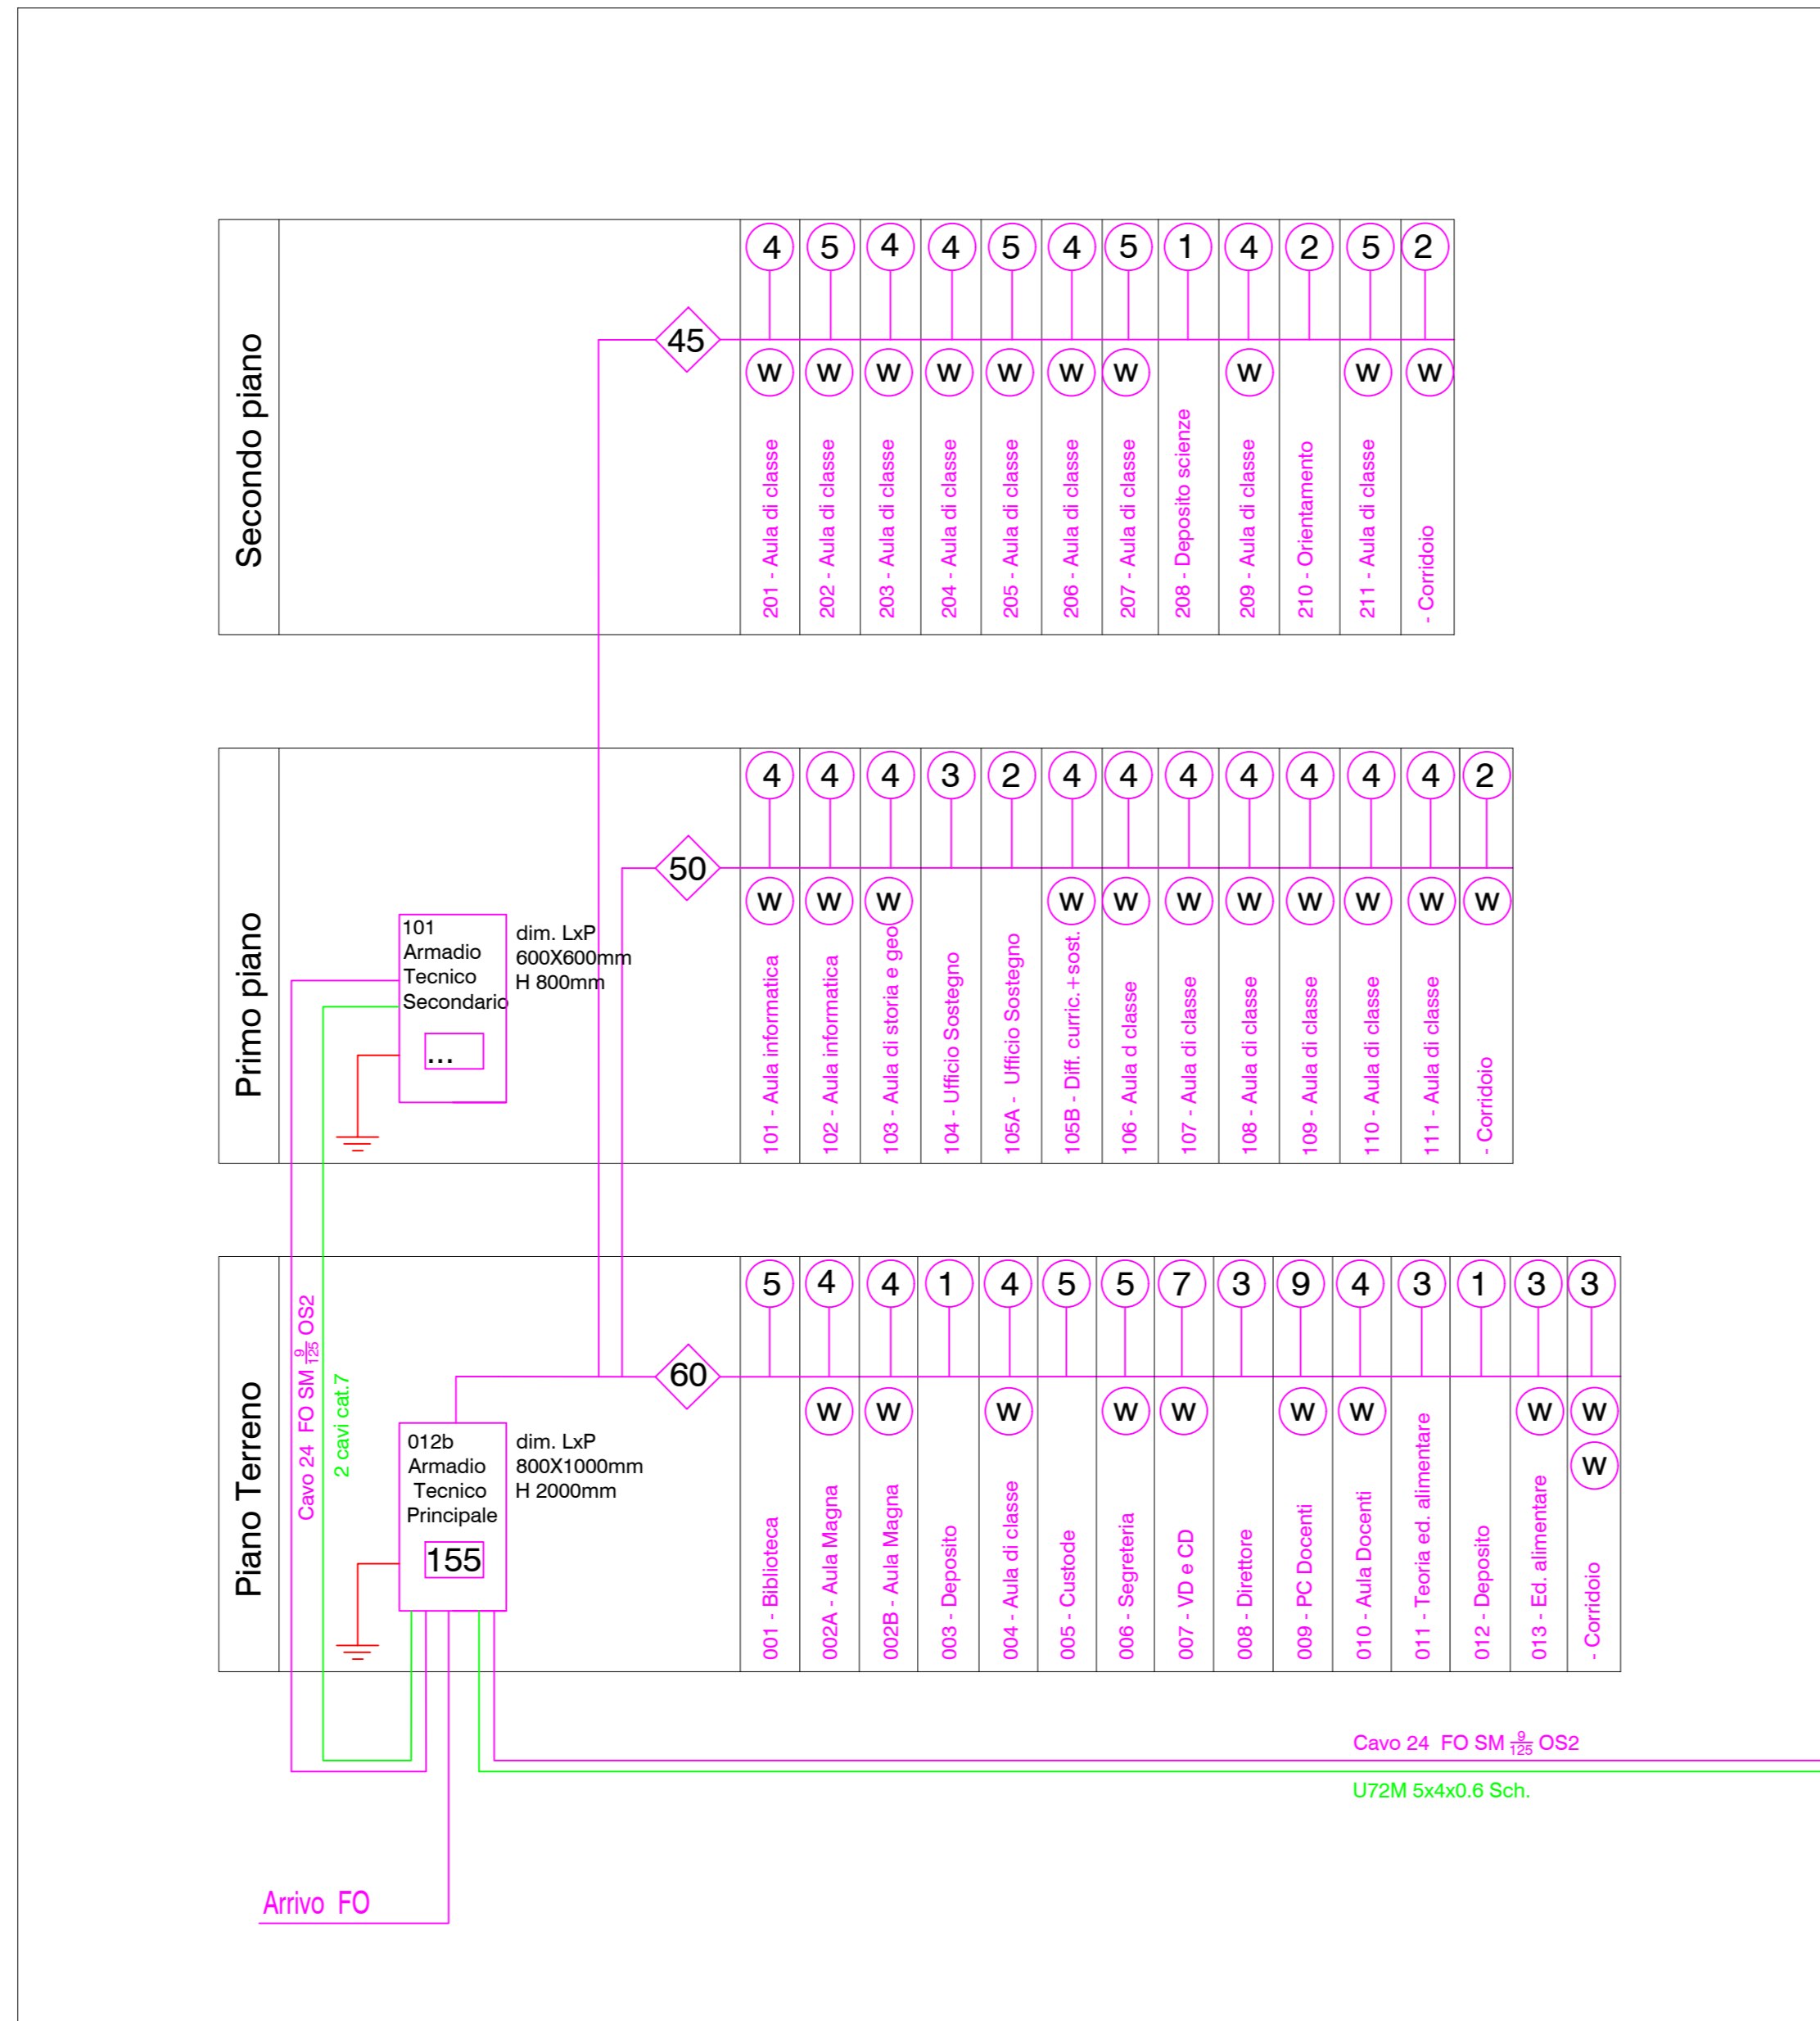 Secondo piano
4 5 4 4 5 4 5 1 4 2 5 2
45
W W W W W W W W W W
201 - Aula di classe
202 - Aula di classe
203 - Aula di classe
204 - Aula di classe
205 - Aula di classe
206 - Aula di classe
207 - Aula di classe
208 - Deposito scienze
209 - Aula di classe
210 - Orientamento
211 - Aula di classe
- Corridoio
Primo piano
4 4 4 3 2 4 4 4 4 4 4 4 2
50
W W W W W W W W W W W
101
Armadio
Tecnico
Secondario
...
dim. LxP
600X600mm
H 800mm
101 - Aula informatica
102 - Aula informatica
103 - Aula di storia e geo
104 - Ufficio Sostegno
105A - Ufficio Sostegno
105B - Diff. curric.+sost.
106 - Aula d classe
107 - Aula di classe
108 - Aula di classe
109 - Aula di classe
110 - Aula di classe
111 - Aula di classe
- Corridoio
Piano Terreno
Cavo 24 FO SM 9/125 OS2
2 cavi cat.7
5 4 4 1 4 5 5 7 3 9 4 3 1 3 3
60
W W W W W W W W W
W
012b
Armadio
Tecnico
Principale
155
dim. LxP
800X1000mm
H 2000mm
001 - Biblioteca
002A - Aula Magna
002B - Aula Magna
003 - Deposito
004 - Aula di classe
005 - Custode
006 - Segreteria
007 - VD e CD
008 - Direttore
009 - PC Docenti
010 - Aula Docenti
011 - Teoria ed. alimentare
012 - Deposito
013 - Ed. alimentare
- Corridoio
Cavo 24 FO SM 9/125 OS2
U72M 5x4x0.6 Sch.
Arrivo FO